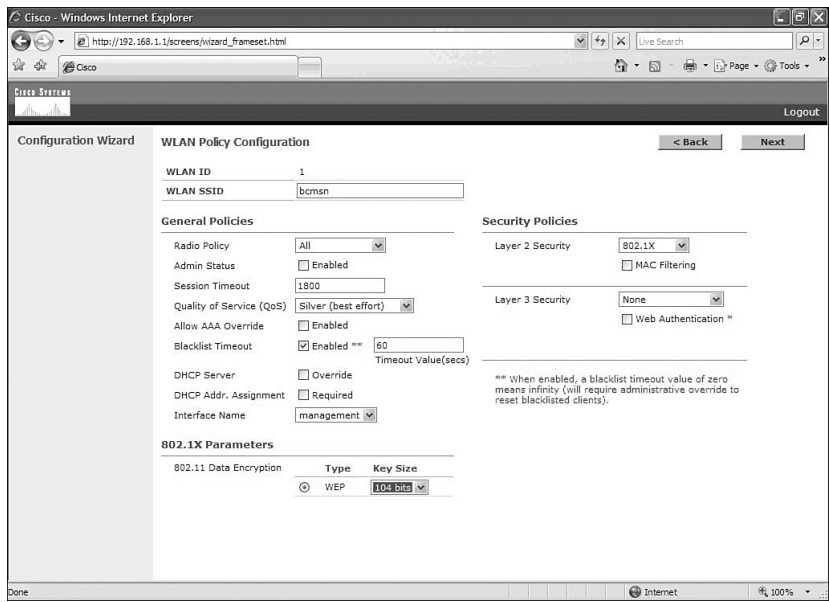 Cisco - Windows Internet Explorer
http://192.168.1.1/screens/wizard_frameset.html
Live Search
Cisco
Page
Tools
CISCO SYSTEMS
Logout
Configuration Wizard
WLAN Policy Configuration
< Back
Next
WLAN ID 1
WLAN SSID bcmsn
General Policies
Radio Policy All
Admin Status Enabled
Session Timeout 1800
Quality of Service (QoS) Silver (best effort)
Allow AAA Override Enabled
Blacklist Timeout Enabled ** 60
Timeout Value(secs)
DHCP Server Override
DHCP Addr. Assignment Required
Interface Name management
802.1X Parameters
802.11 Data Encryption Type Key Size
WEP 104 bits
Security Policies
Layer 2 Security 802.1X
MAC Filtering
Layer 3 Security None
Web Authentication *
** When enabled, a blacklist timeout value of zero
means infinity (will require administrative override to
reset blacklisted clients).
Done
Internet
100%